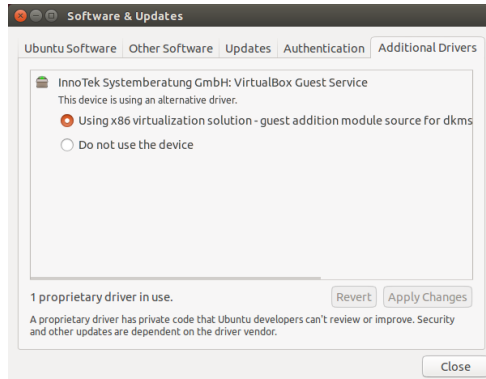 Software & Updates
Ubuntu Software Other Software Updates Authentication Additional Drivers
InnoTek Systemberatung GmbH: VirtualBox Guest Service
This device is using an alternative driver.
Using x86 virtualization solution - guest addition module source for dkms
Do not use the device
1 proprietary driver in use.
Revert Apply Changes
A proprietary driver has private code that Ubuntu developers can't review or improve. Security
and other updates are dependent on the driver vendor.
Close